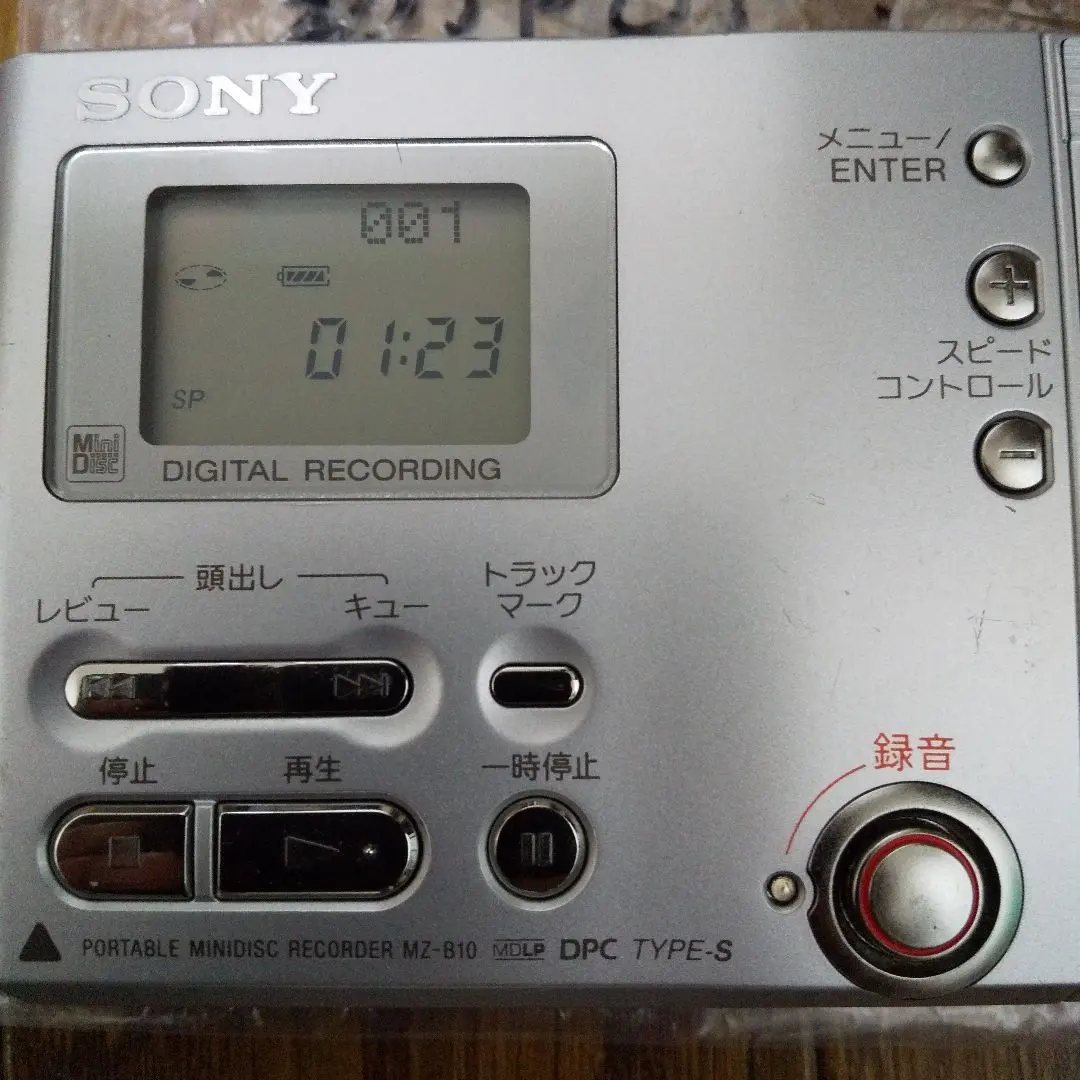 SONY
メニュー/
ENTER
001
01:23
SP
Mini
Disc
DIGITAL RECORDING
スピード
コントロール
頭出し
レビュー
キュー
トラック
マーク
停止
再生
一時停止
録音
PORTABLE MINIDISC RECORDER MZ-B10 MDLP DPC TYPE-S